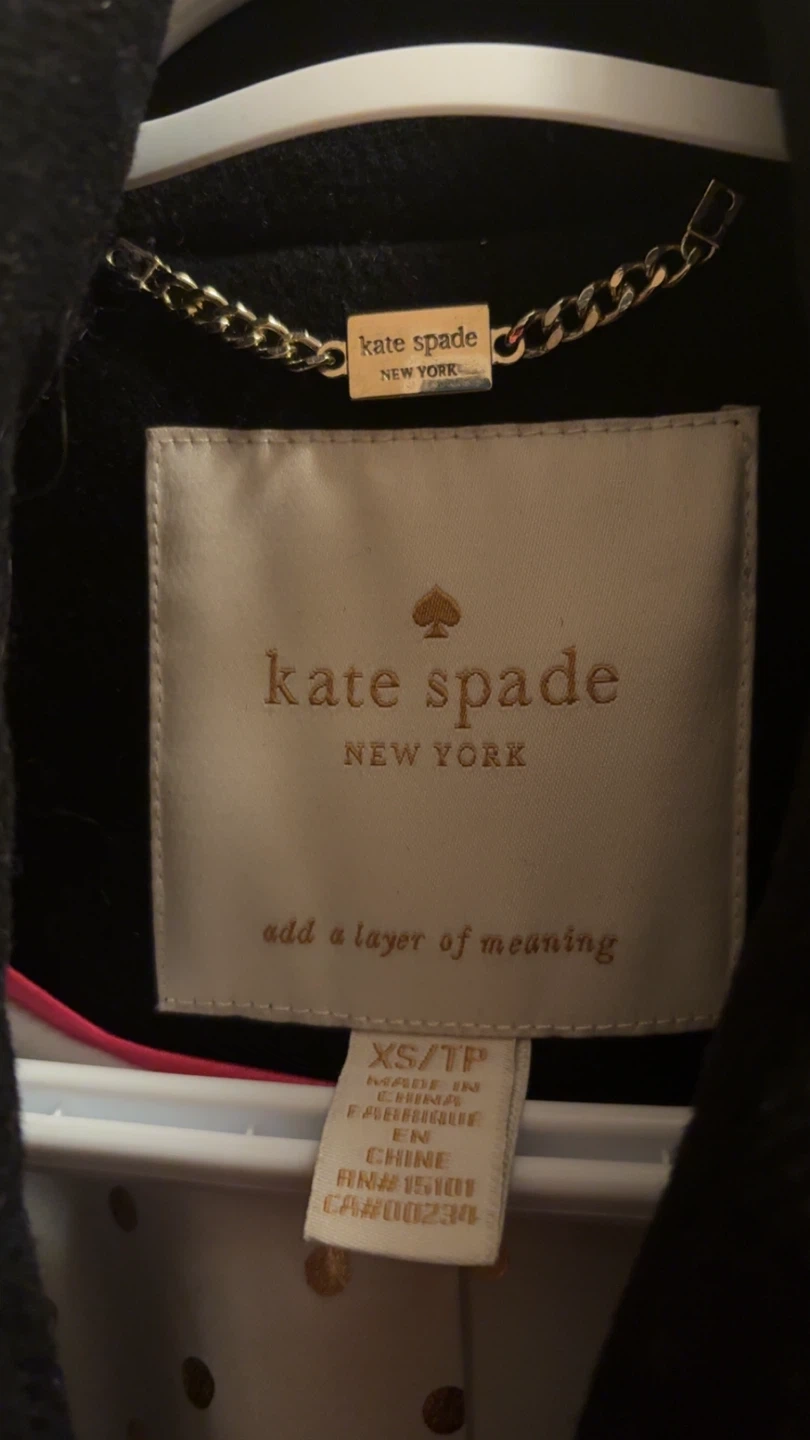 kate spade
NEW YORK
kate spade
NEW YORK
add a layer of meaning
XS/TP
MADE IN
CHINA
FABRIQUÉ
EN
CHINE
RN#15101
CA#00234